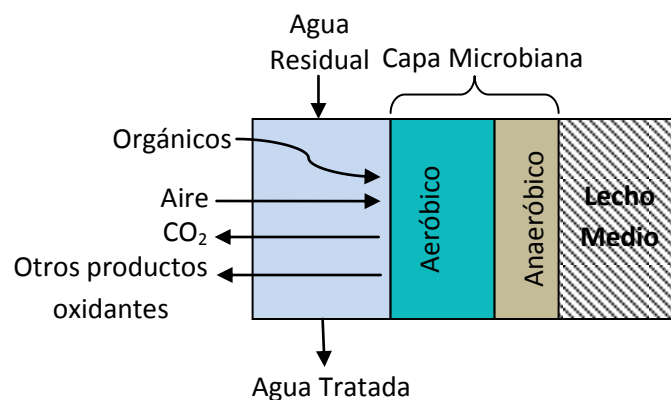 Agua
Residual
Capa Microbiana
Orgánicos
Aire
CO₂
Otros productos
oxidantes
Aeróbico
Anaeróbico
Lecho
Medio
Agua Tratada